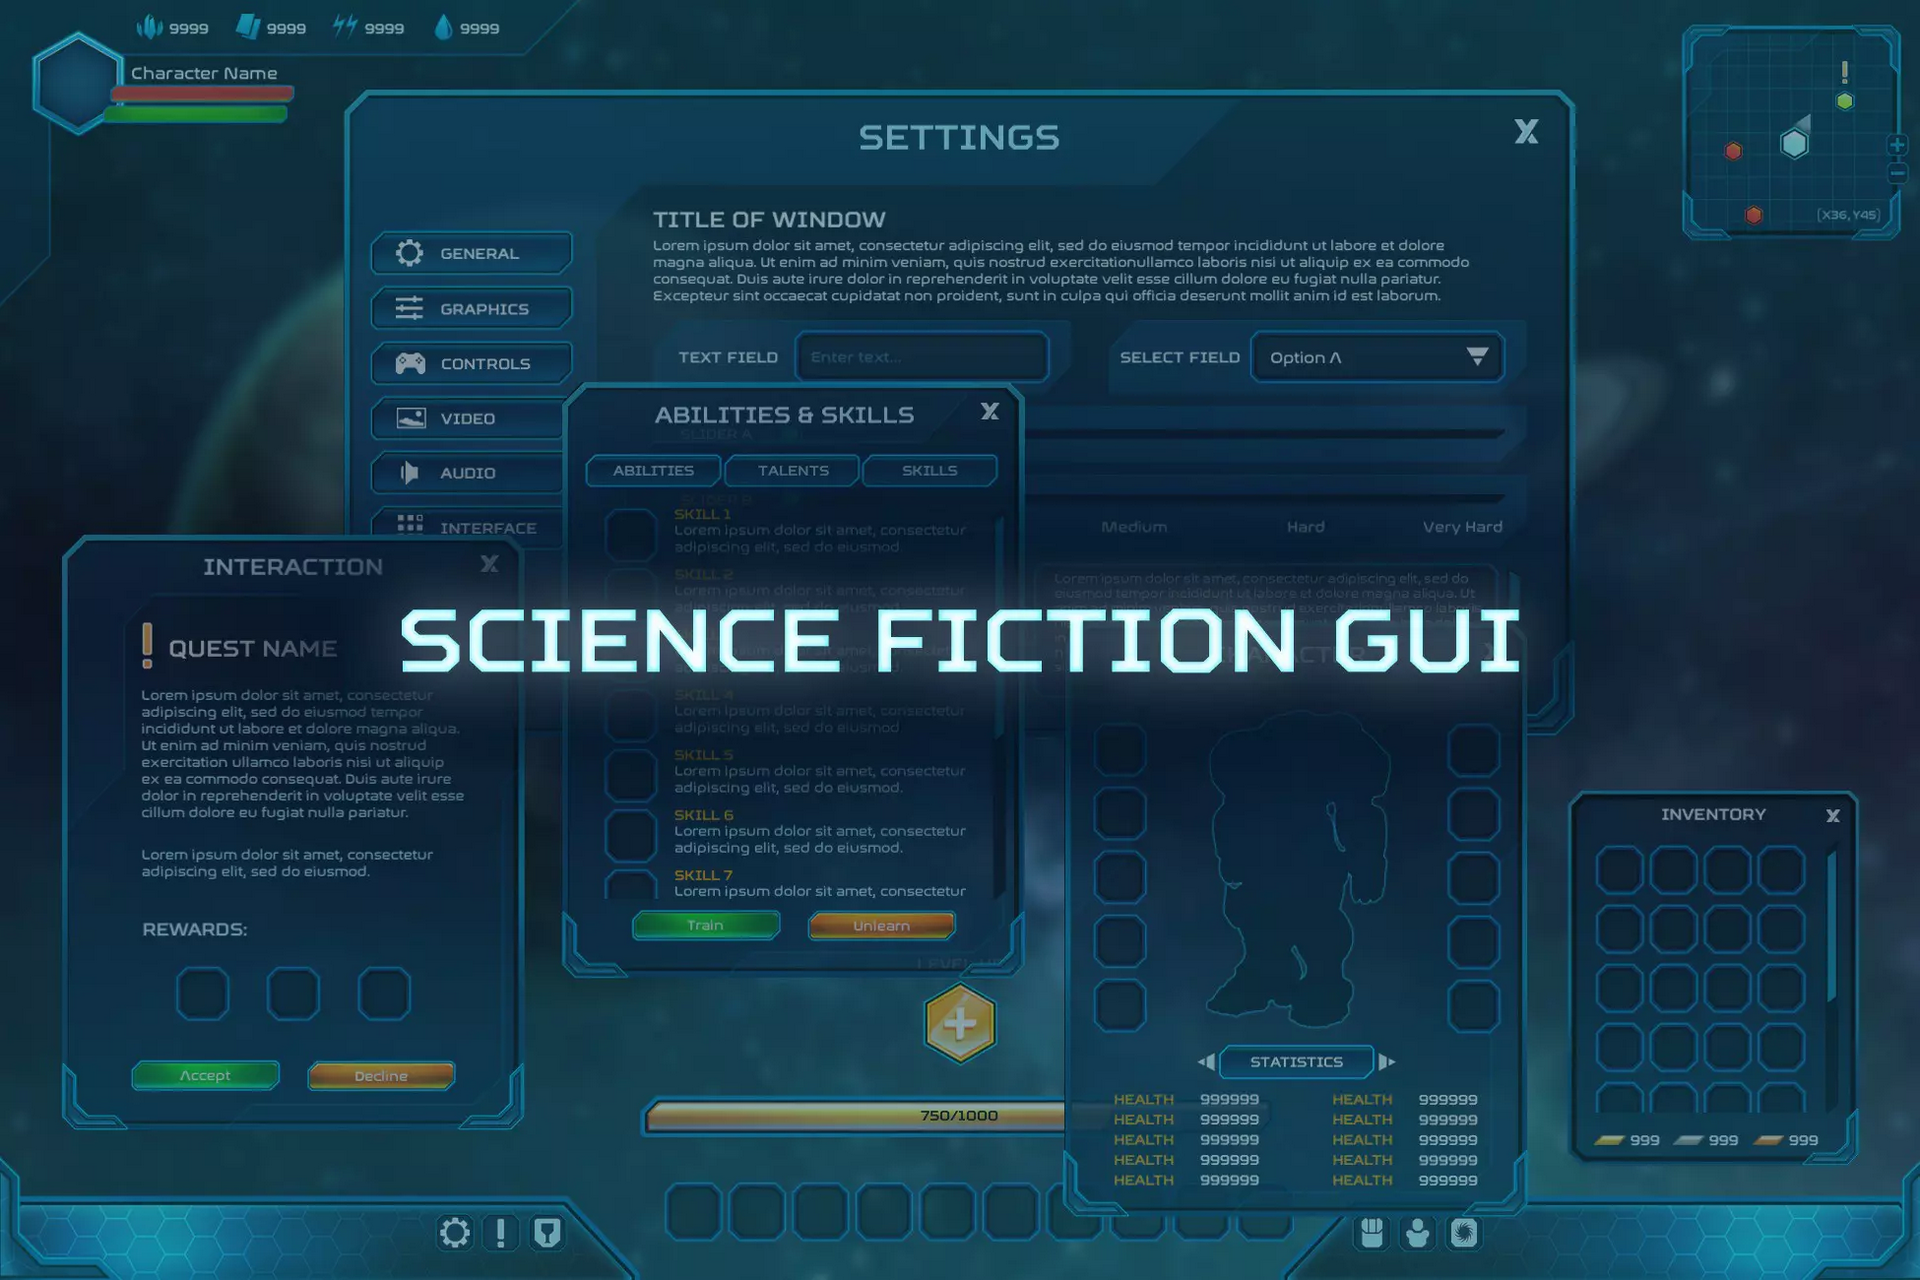 9999
9999
9999
9999
Character Name
SETTINGS
X
TITLE OF WINDOW
Lorem ipsum dolor sit amet, consectetur adipiscing elit, sed do eiusmod tempor incididunt ut labore et dolore
magna aliqua. Ut enim ad minim veniam, quis nostrud exercitationullamco laboris nisi ut aliquip ex ea commodo
consequat. Duis aute irure dolor in reprehenderit in voluptate velit esse cillum dolore eu fugiat nulla pariatur.
Excepteur sint occaecat cupidatat non proident, sunt in culpa qui officia deserunt mollit anim id est laborum.
GENERAL
GRAPHICS
CONTROLS
VIDEO
AUDIO
INTERFACE
TEXT FIELD
Enter text...
SELECT FIELD
Option A
SLIDER A
SLIDER B
Medium
Hard
Very Hard
Lorem ipsum dolor sit amet, consectetur adipiscing elit, sed do
eiusmod tempor incididunt ut labore et dolore magna aliqua. Ut
[X36,Y45]
ABILITIES & SKILLS
X
ABILITIES
TALENTS
SKILLS
SKILL 1
Lorem ipsum dolor sit amet, consectetur
adipiscing elit, sed do eiusmod
SKILL 2
Lorem ipsum dolor sit amet, consectetur
SCIENCE FICTION GUI
SKILL 4
Lorem ipsum dolor sit amet, consectetur
adipiscing elit, sed do eiusmod
SKILL 5
Lorem ipsum dolor sit amet, consectetur
adipiscing elit, sed do eiusmod.
SKILL 6
Lorem ipsum dolor sit amet, consectetur
adipiscing elit, sed do eiusmod.
SKILL 7
Lorem ipsum dolor sit amet, consectetur
Train
Unlearn
INTERACTION
X
! QUEST NAME
Lorem ipsum dolor sit amet, consectetur
adipiscing elit, sed do eiusmod tempor
incididunt ut labore et dolore magna aliqua.
Ut enim ad minim veniam, quis nostrud
exercitation ullamco laboris nisi ut aliquip
ex ea commodo consequat. Duis aute irure
dolor in reprehenderit in voluptate velit esse
cillum dolore eu fugiat nulla pariatur.
Lorem ipsum dolor sit amet, consectetur
adipiscing elit, sed do eiusmod.
REWARDS:
Accept
Decline
750/1000
CHARACTER
STATISTICS
HEALTH 999999 HEALTH 999999
HEALTH 999999 HEALTH 999999
HEALTH 999999 HEALTH 999999
HEALTH 999999 HEALTH 999999
HEALTH 999999 HEALTH 999999
INVENTORY
X
999
999
999